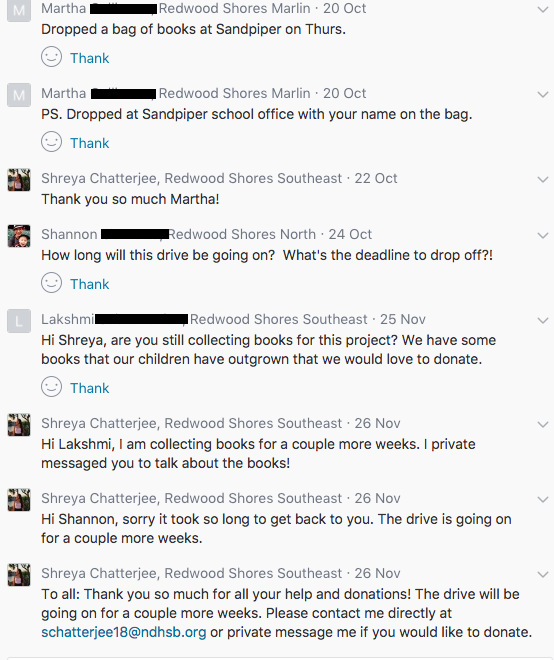 M Martha Redwood Shores Marlin · 20 Oct
Dropped a bag of books at Sandpiper on Thurs.
Thank
M Martha Redwood Shores Marlin · 20 Oct
PS. Dropped at Sandpiper school office with your name on the bag.
Thank
Shreya Chatterjee, Redwood Shores Southeast · 22 Oct
Thank you so much Martha!
Shannon Redwood Shores North · 24 Oct
How long will this drive be going on?  What's the deadline to drop off?!
Thank
L Lakshmi Redwood Shores Southeast · 25 Nov
Hi Shreya, are you still collecting books for this project? We have some
books that our children have outgrown that we would love to donate.
Thank
Shreya Chatterjee, Redwood Shores Southeast · 26 Nov
Hi Lakshmi, I am collecting books for a couple more weeks. I private
messaged you to talk about the books!
Shreya Chatterjee, Redwood Shores Southeast · 26 Nov
Hi Shannon, sorry it took so long to get back to you. The drive is going on
for a couple more weeks.
Shreya Chatterjee, Redwood Shores Southeast · 26 Nov
To all: Thank you so much for all your help and donations! The drive will be
going on for a couple more weeks. Please contact me directly at
schatterjee18@ndhsb.org or private message me if you would like to donate.